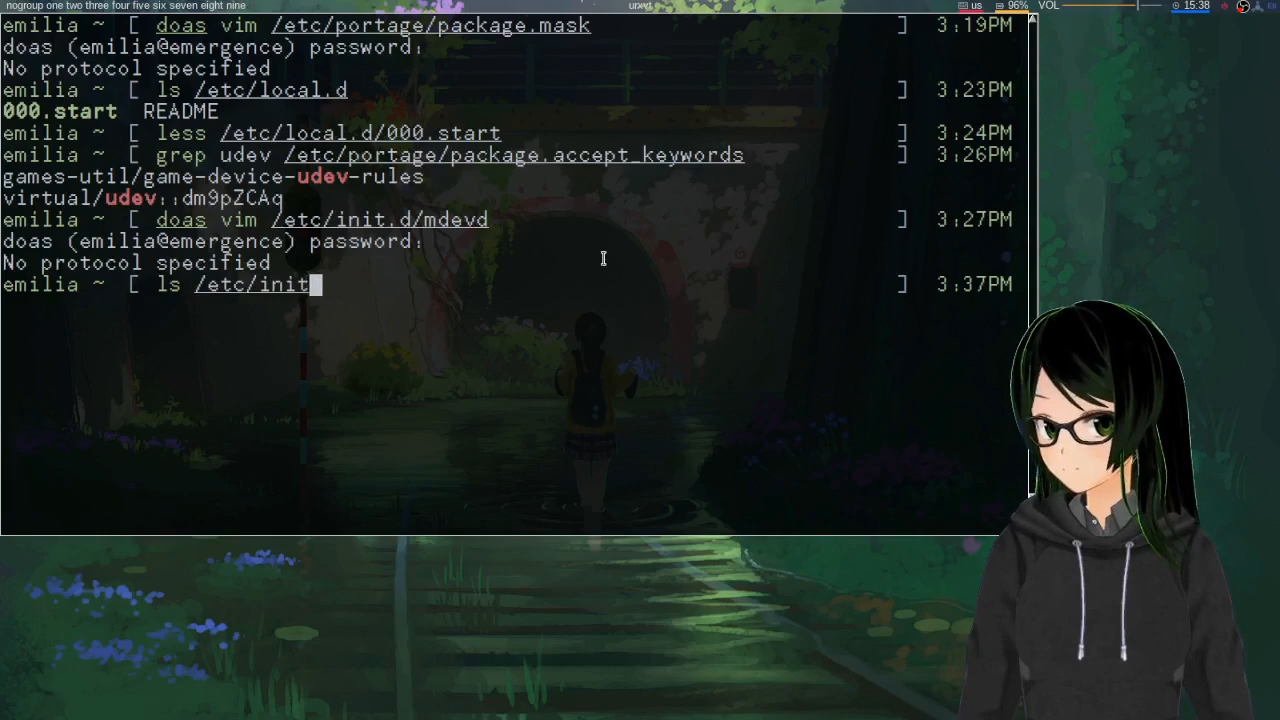 nogroup one two three four five six seven eight nine urxvt us 96% VOL 15:38 EN
emilia ~ [ doas vim /etc/portage/package.mask ] 3:19PM
doas (emilia@emergence) password:
No protocol specified
emilia ~ [ ls /etc/local.d ] 3:23PM
000.start README
emilia ~ [ less /etc/local.d/000.start ] 3:24PM
emilia ~ [ grep udev /etc/portage/package.accept_keywords ] 3:26PM
games-util/game-device-udev-rules
virtual/udev::dm9pZCAq
emilia ~ [ doas vim /etc/init.d/mdevd ] 3:27PM
doas (emilia@emergence) password:
No protocol specified
emilia ~ [ ls /etc/init ] 3:37PM